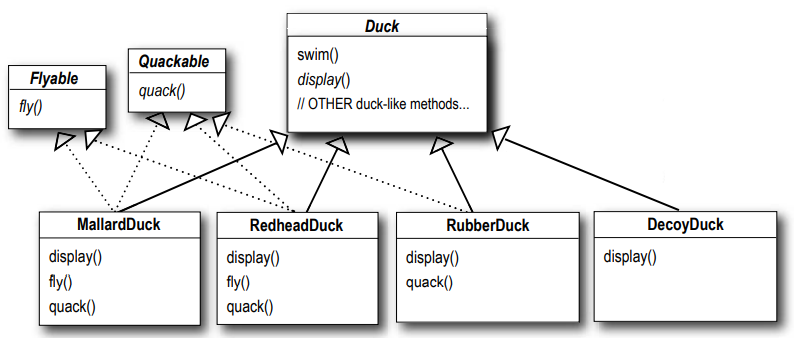 Duck
swim()
display()
// OTHER duck-like methods...
Quackable
quack()
Flyable
fly()
MallardDuck
display()
fly()
quack()
RedheadDuck
display()
fly()
quack()
RubberDuck
display()
quack()
DecoyDuck
display()